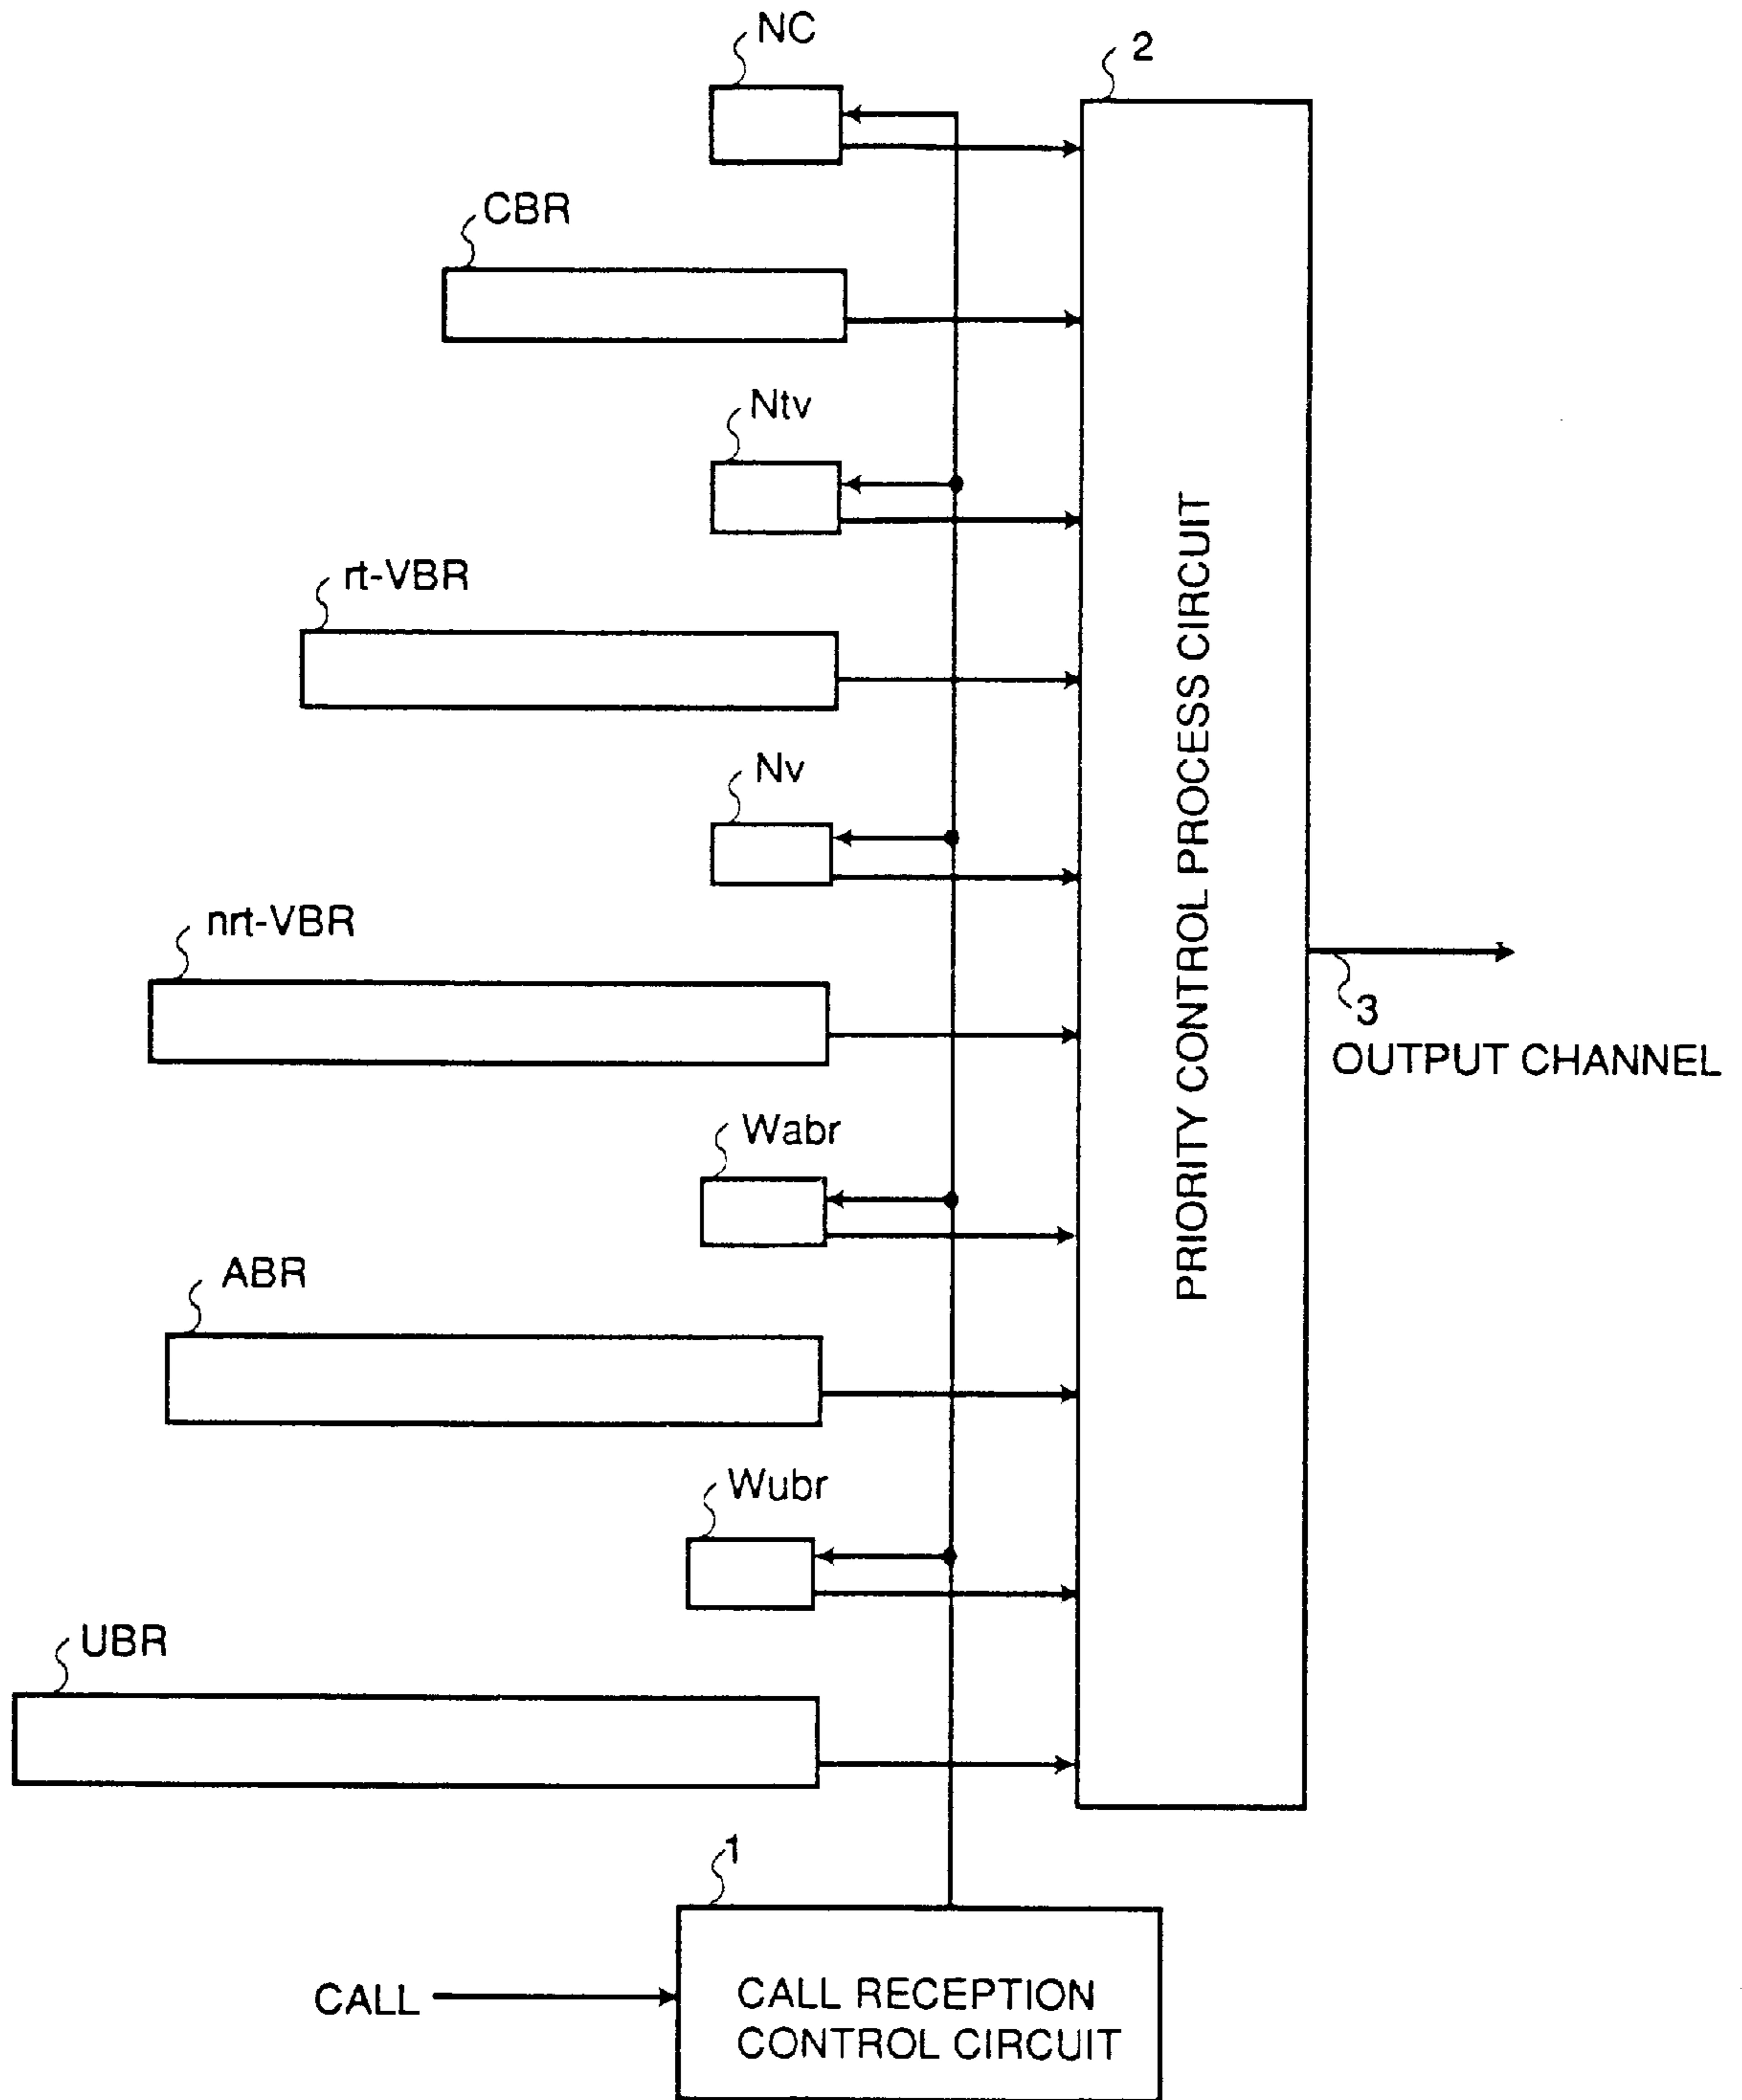 NC
2
CBR
Ntv
rt-VBR
Nv
nrt-VBR
PRIORITY CONTROL PROCESS CIRCUIT
3
OUTPUT CHANNEL
Wabr
ABR
Wubr
UBR
1
CALL
CALL RECEPTION
CONTROL CIRCUIT